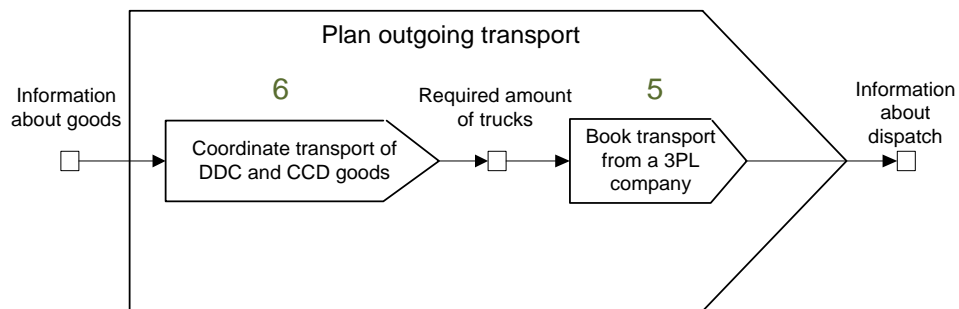 Plan outgoing transport
6
5
Information
about goods
Required amount
of trucks
Information
about
dispatch
Coordinate transport of
DDC and CCD goods
Book transport
from a 3PL
company